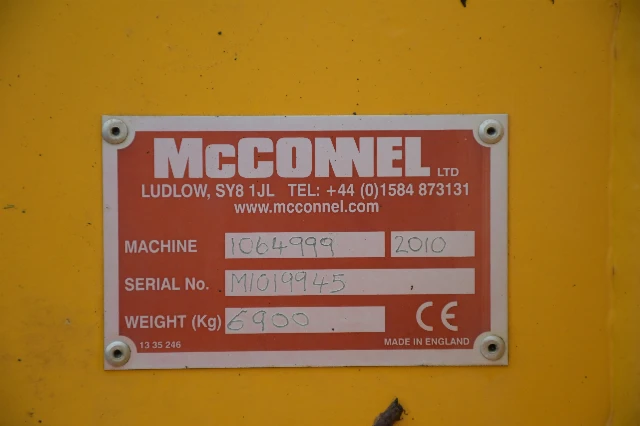 McCONNEL LTD
LUDLOW, SY8 1JL TEL: +44 (0)1584 873131
www.mcconnel.com
MACHINE 1064999 2010
SERIAL No. M1019945
WEIGHT (Kg) 6900 CE
13 35 246 MADE IN ENGLAND